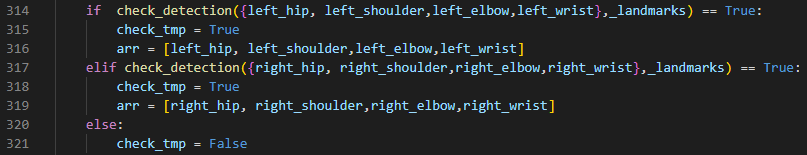 314 if check_detection({left_hip, left_shoulder,left_elbow,left_wrist},_landmarks) == True:
315 check_tmp = True
316 arr = [left_hip, left_shoulder,left_elbow,left_wrist]
317 elif check_detection({right_hip, right_shoulder,right_elbow,right_wrist},_landmarks) == True:
318 check_tmp = True
319 arr = [right_hip, right_shoulder,right_elbow,right_wrist]
320 else:
321 check_tmp = False